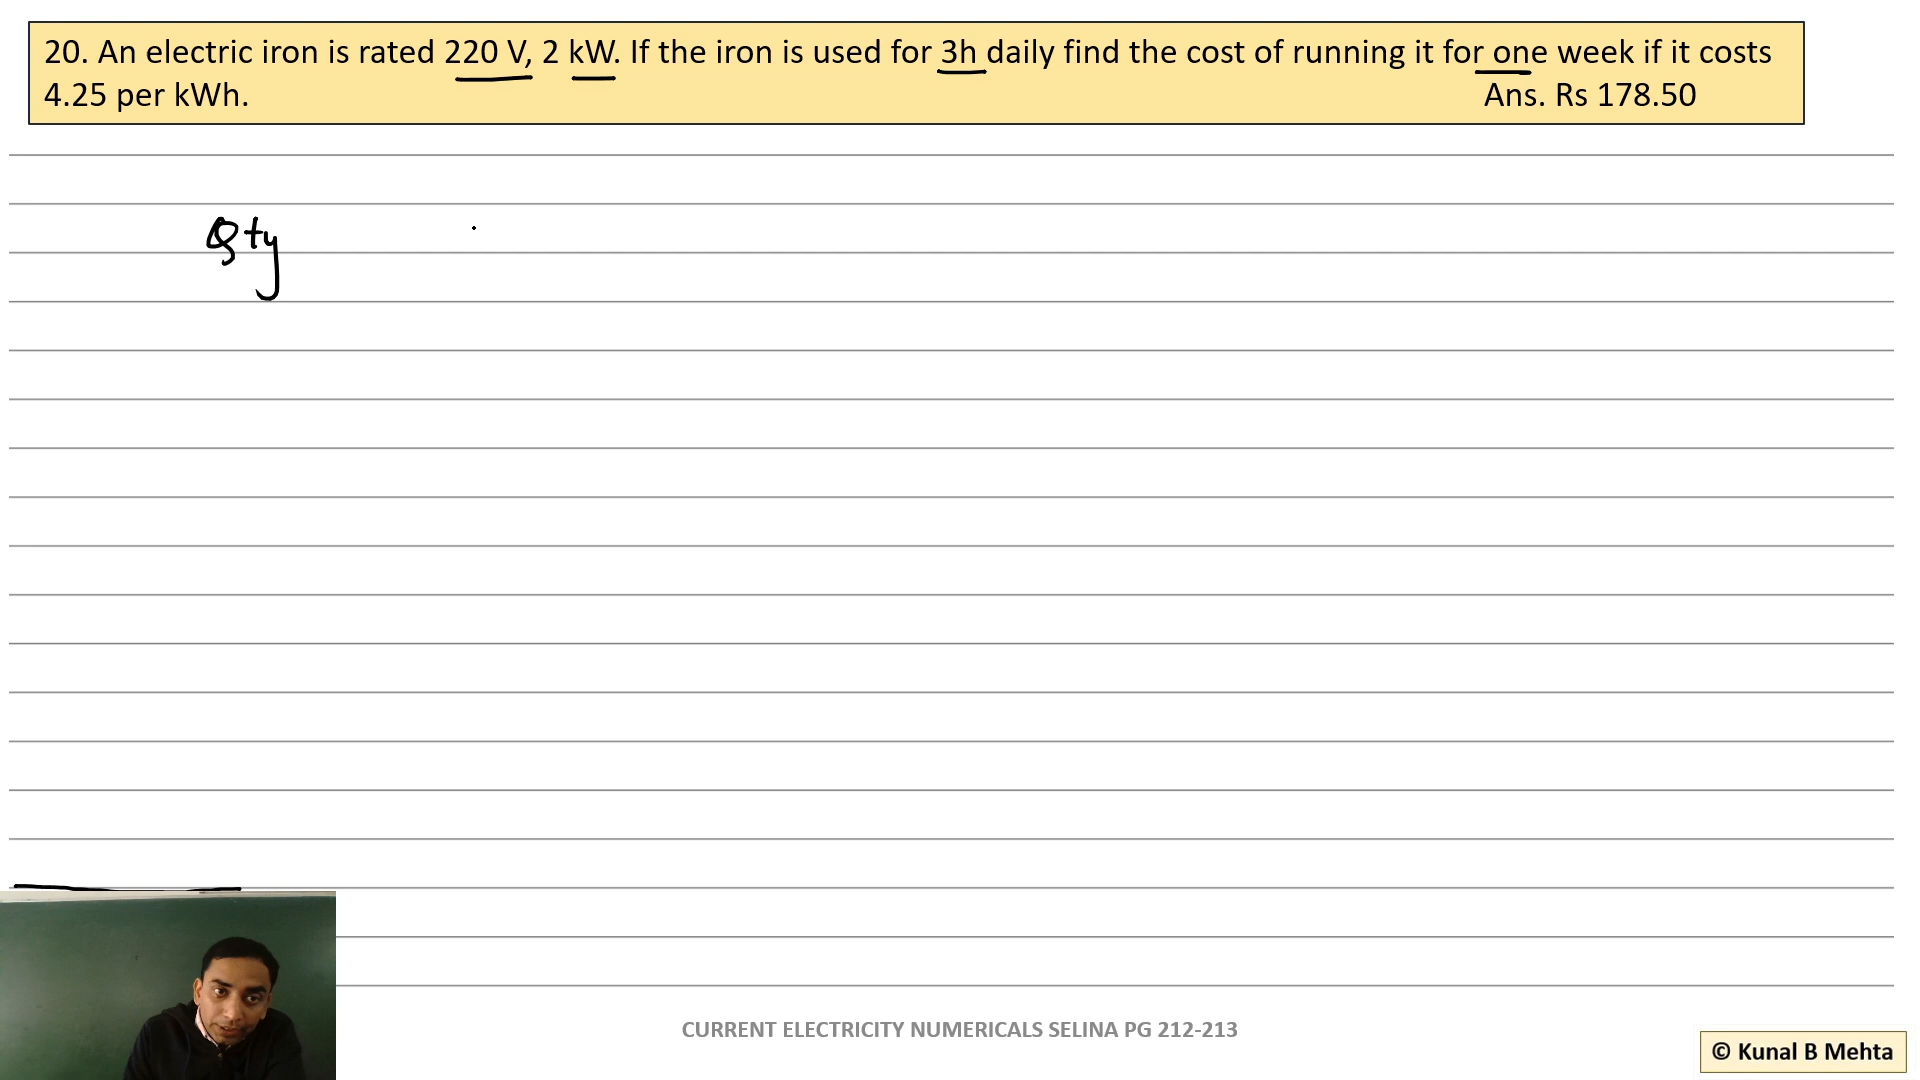 20. An electric iron is rated 220 V, 2 kW. If the iron is used for 3h daily find the cost of running it for one week if it costs
4.25 per kWh. Ans. Rs 178.50
Qty
CURRENT ELECTRICITY NUMERICALS SELINA PG 212-213
© Kunal B Mehta